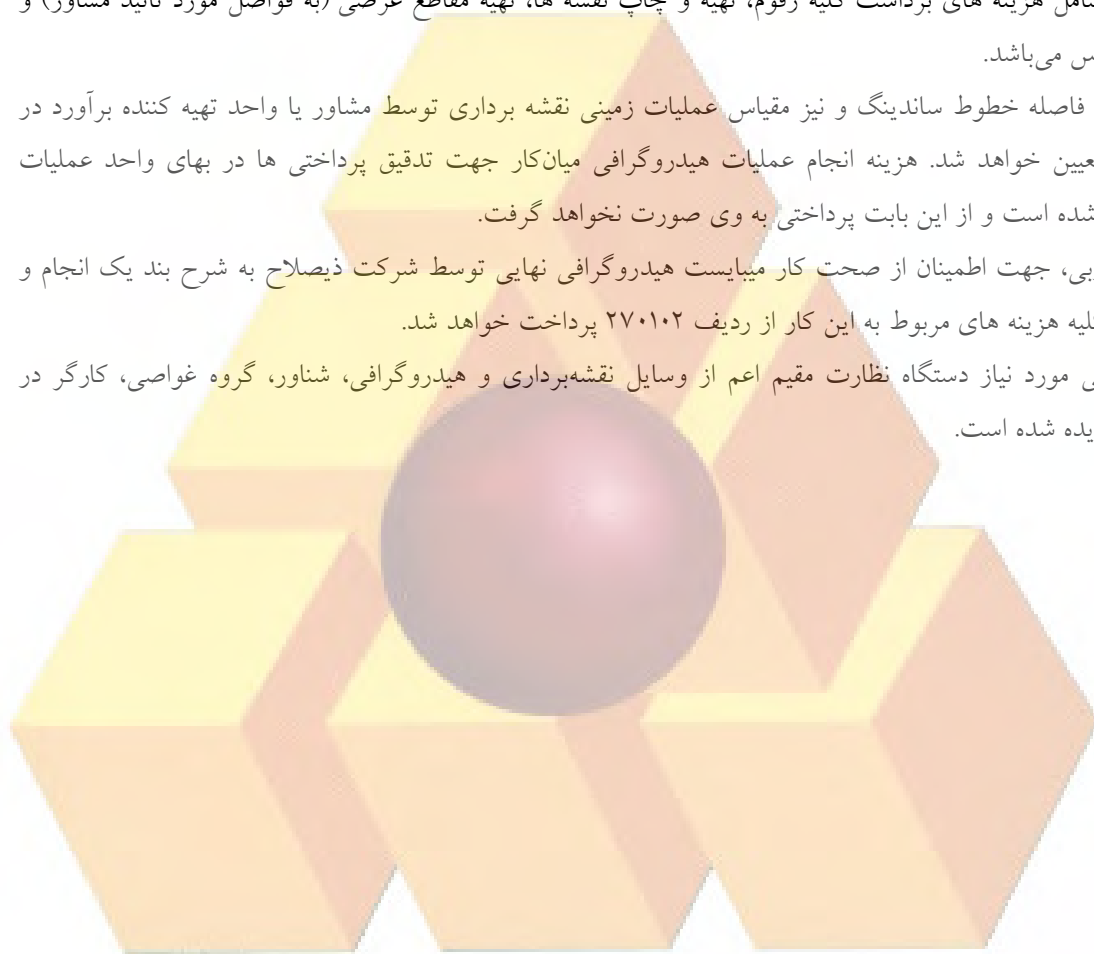 شامل هزینه های برداشت کلیه رقوم، تهیه و چاپ نقشه ها، تهیه مقاطع عرضی (به فواصل مورد تائید مشاور) و
می‌باشد.
فاصله خطوط ساندینگ و نیز مقیاس عملیات زمینی نقشه برداری توسط مشاور یا واحد تهیه کننده برآورد در
خواهد شد. هزینه انجام عملیات هیدروگرافی میان‌کار جهت تدقیق پرداختی ها در بهای واحد عملیات
شده است و از این بابت پرداختی به وی صورت نخواهد گرفت.
جهت اطمینان از صحت کار میبایست هیدروگرافی نهایی توسط شرکت ذیصلاح به شرح بند یک انجام و
کلیه هزینه های مربوط به این کار از ردیف ۲۷۰۱۰۲ پرداخت خواهد شد.
مورد نیاز دستگاه نظارت مقیم اعم از وسایل نقشه‌برداری و هیدروگرافی، شناور، گروه غواصی، کارگر در
دیده شده است.